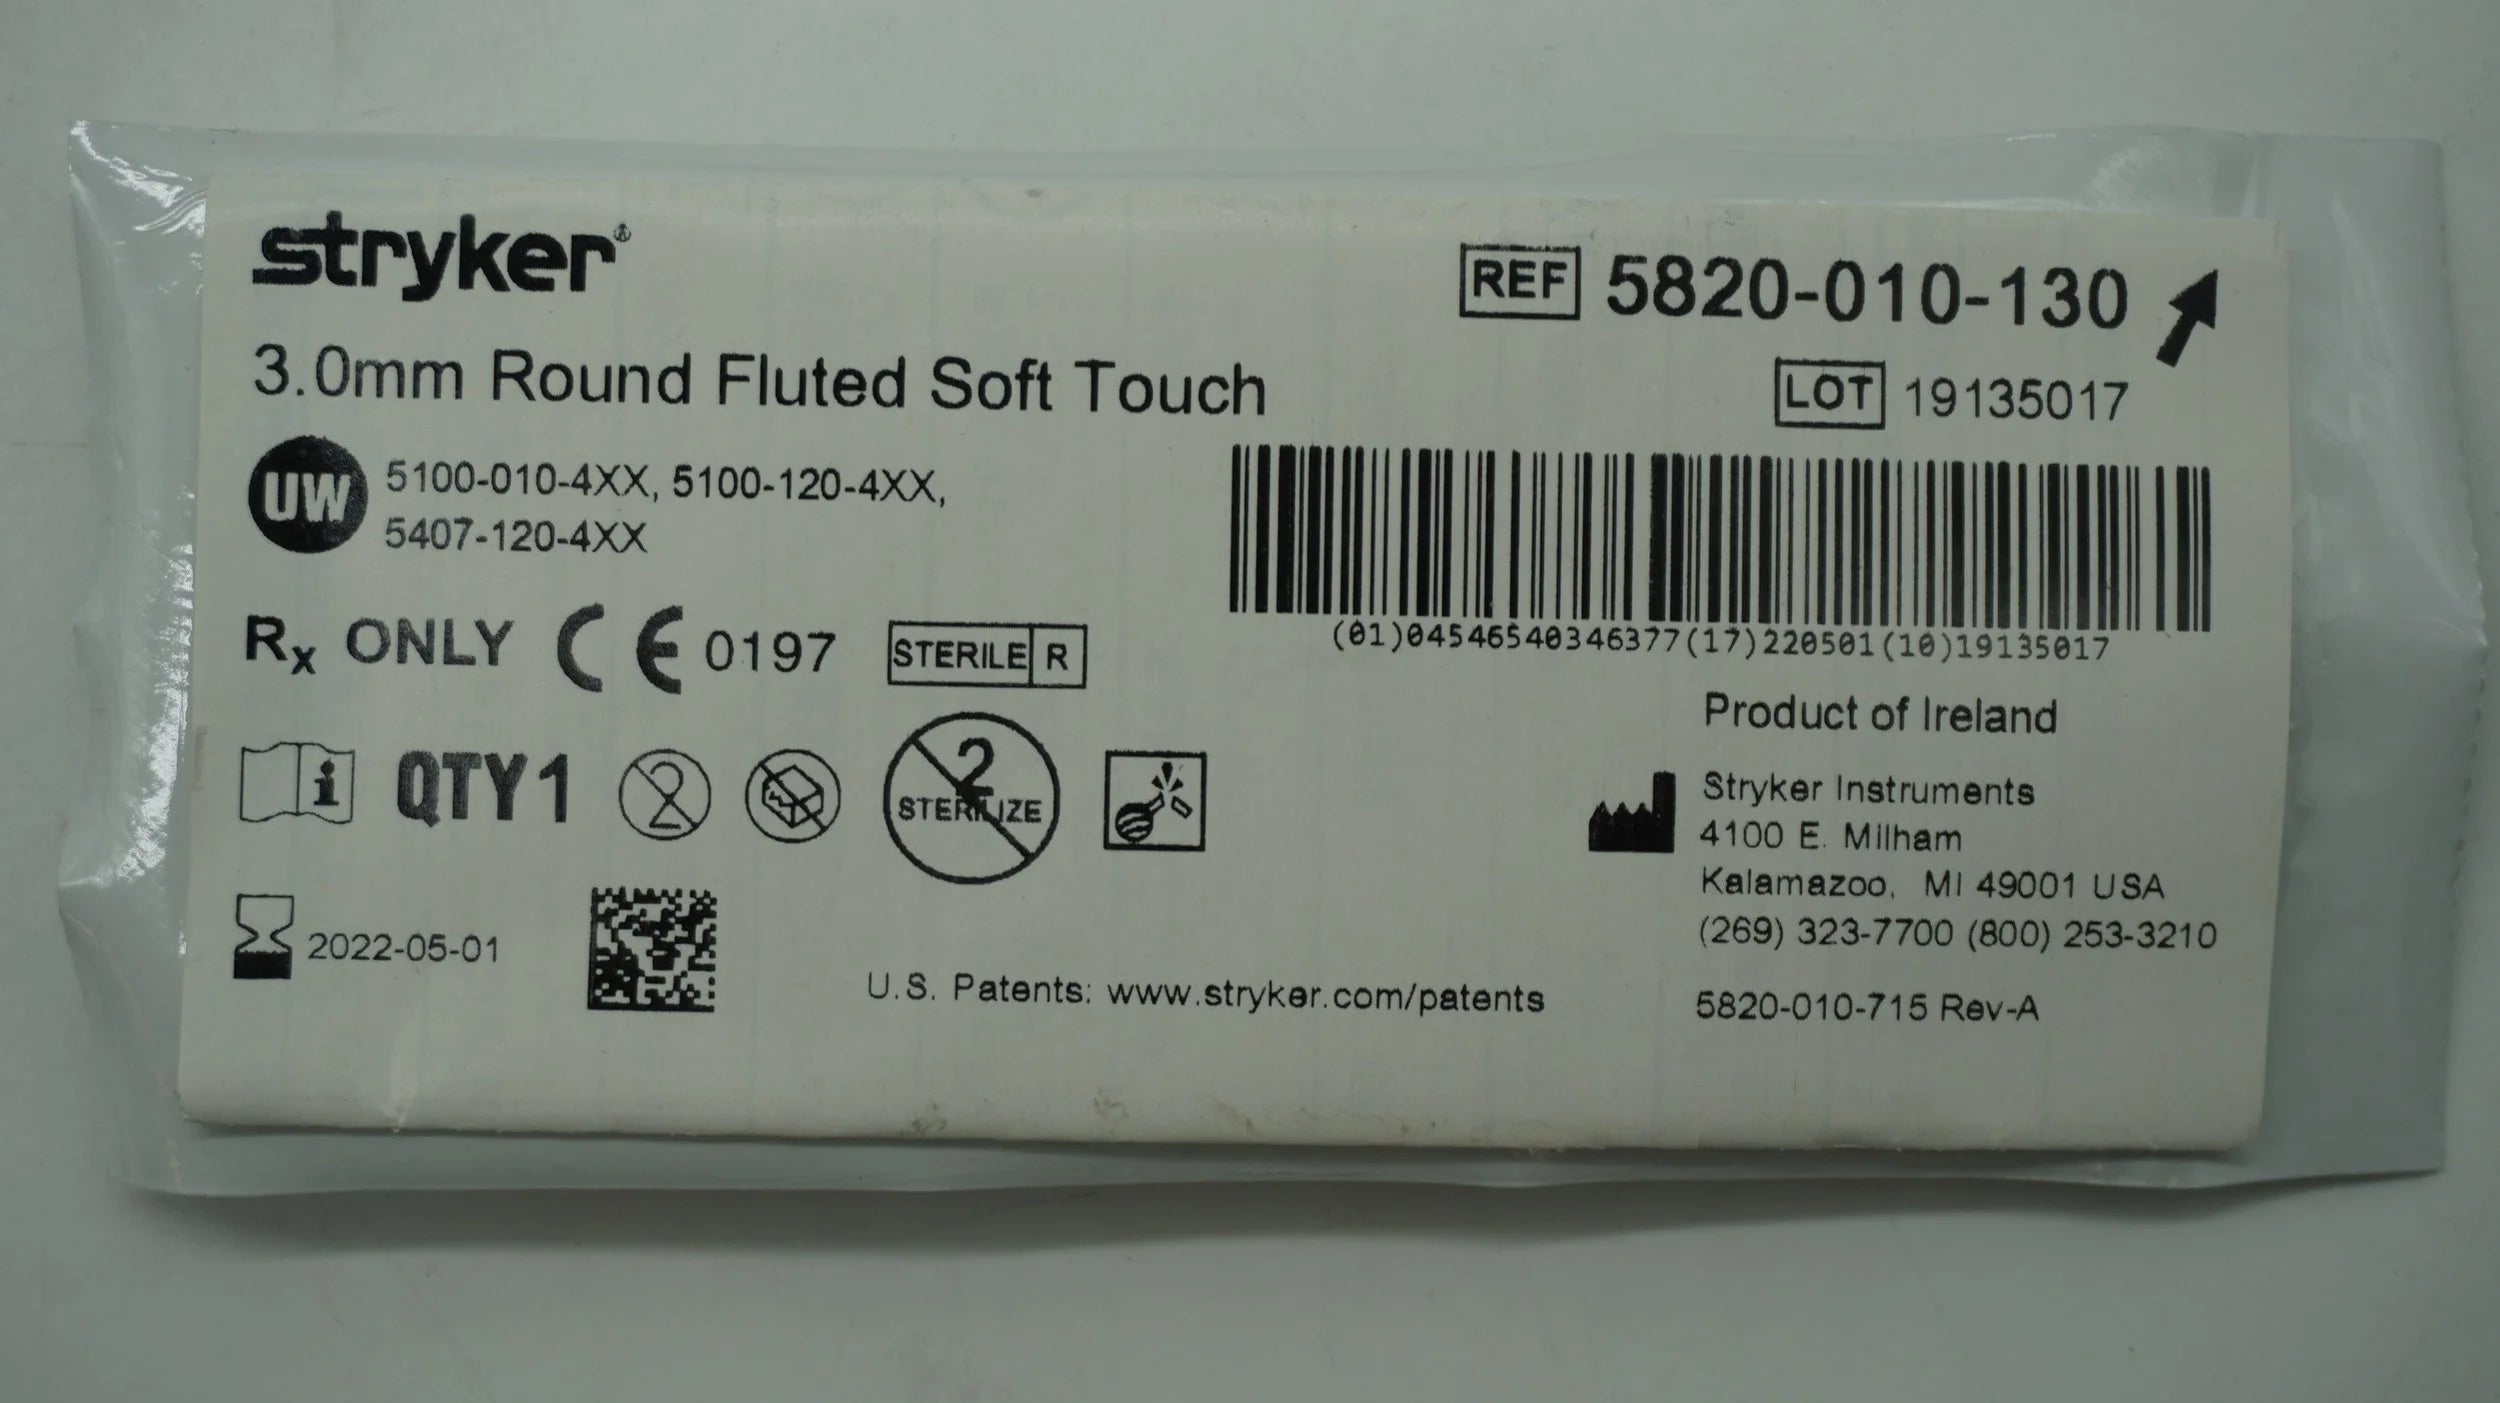 stryker®
REF 5820-010-130
3.0mm Round Fluted Soft Touch
LOT 19135017
UW 5100-010-4XX, 5100-120-4XX,
5407-120-4XX
(01)04546540346377(17)220501(10)19135017
Rx ONLY CE 0197 STERILE R
Product of Ireland
i QTY 1 2 2 STERILIZE
Stryker Instruments
4100 E. Milham
Kalamazoo, MI 49001 USA
(269) 323-7700 (800) 253-3210
2022-05-01
U.S. Patents: www.stryker.com/patents
5820-010-715 Rev-A